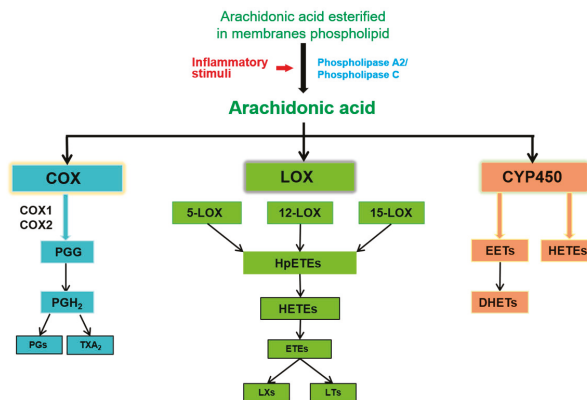 Arachidonic acid esterified
in membranes phospholipid
Inflammatory
stimuli
Phospholipase A2/
Phospholipase C
Arachidonic acid
COX
LOX
CYP450
COX1
COX2
5-LOX
12-LOX
15-LOX
PGG
HpETEs
EETs
HETEs
PGH2
HETEs
DHETs
PGs
TXA2
ETEs
LXs
LTs